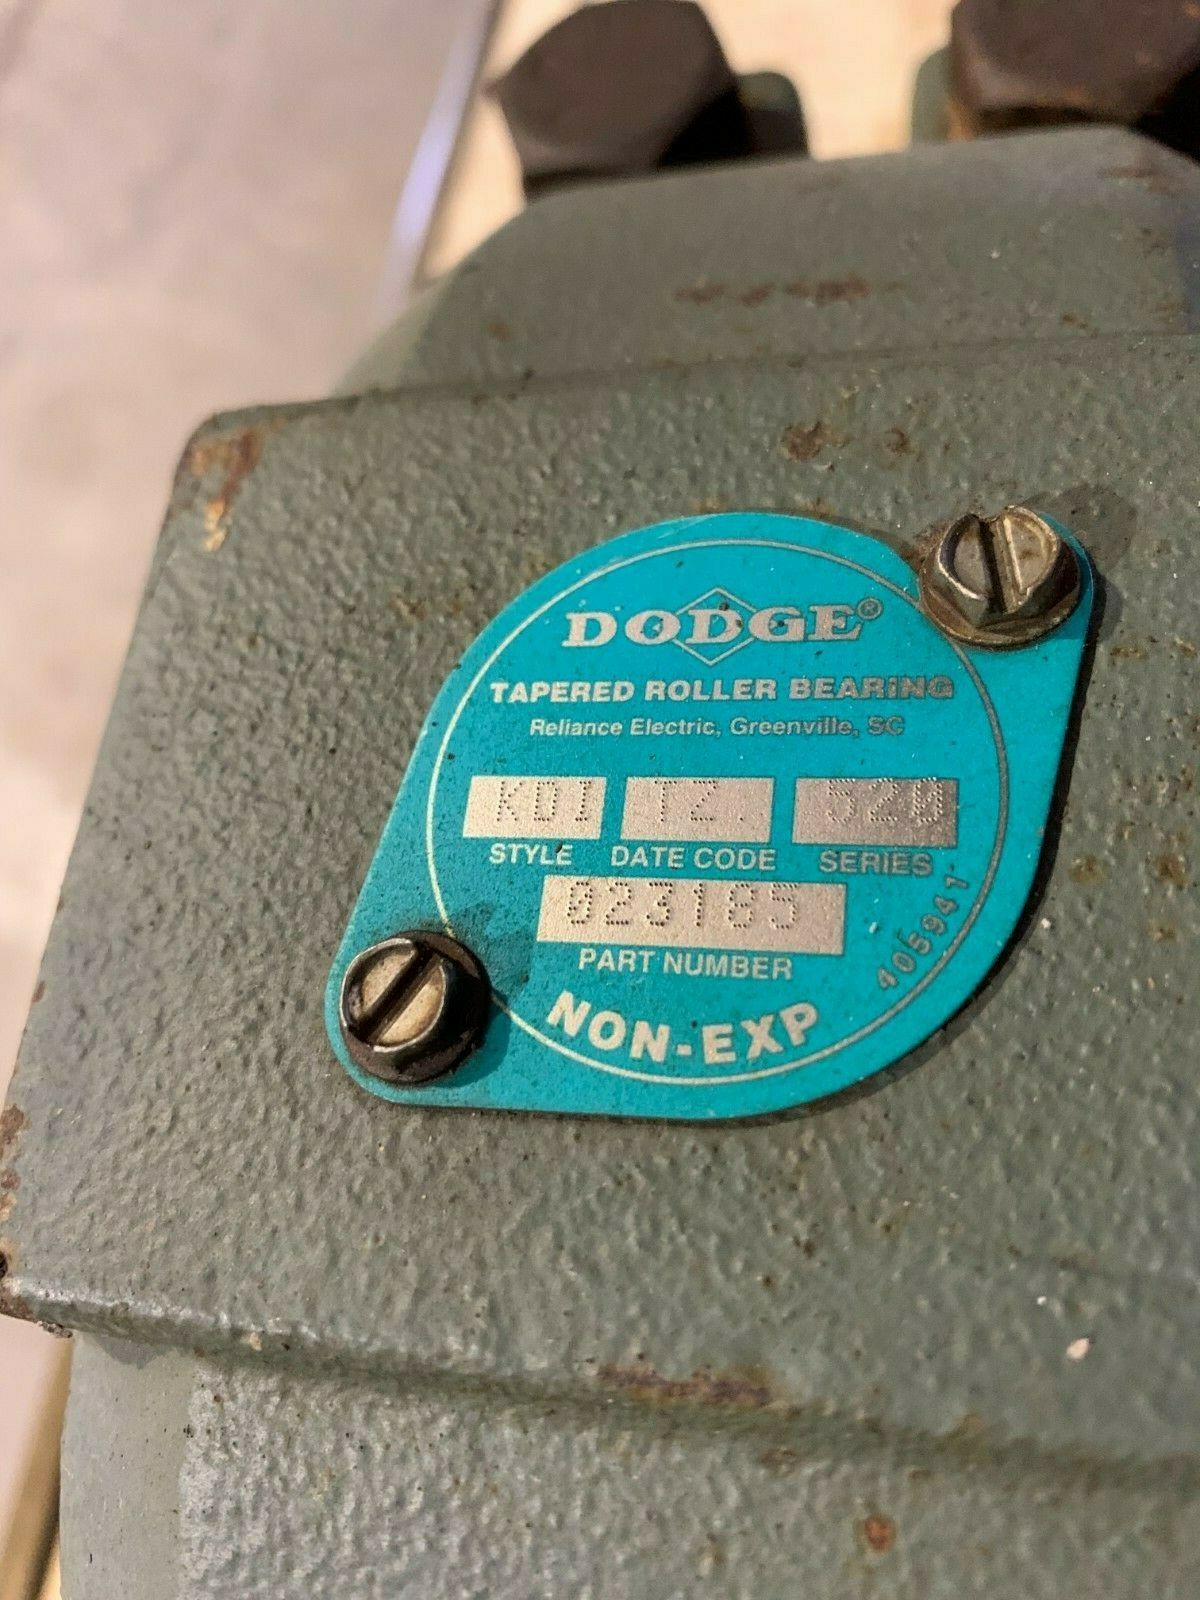 DODGE®
TAPERED ROLLER BEARING
Reliance Electric, Greenville, SC
KDI TZ. 520
STYLE DATE CODE SERIES
023185
PART NUMBER
405941
NON-EXP